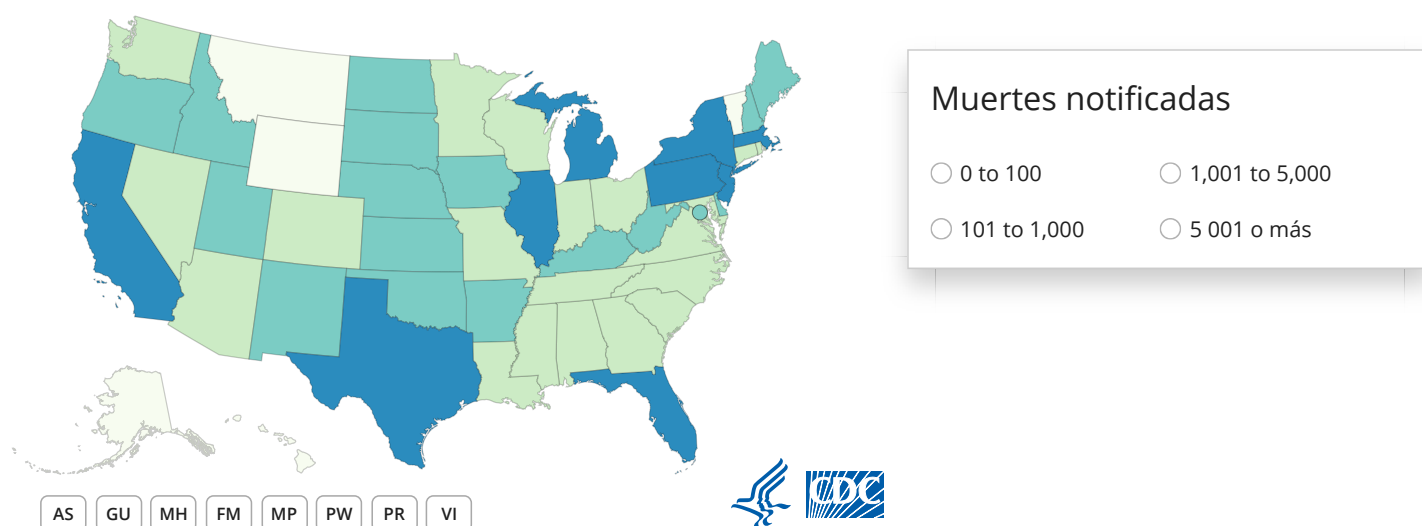 Muertes notificadas
0 to 100
1,001 to 5,000
101 to 1,000
5 001 o más
AS GU MH FM MP PW PR VI
CDC